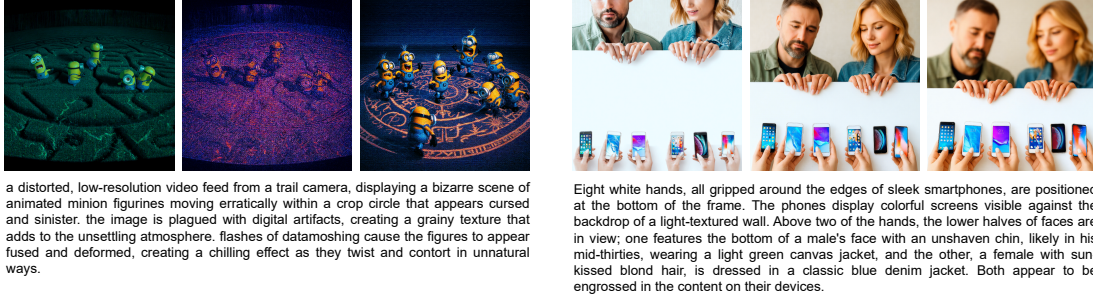 a distorted, low-resolution video feed from a trail camera, displaying a bizarre scene of
animated minion figurines moving erratically within a crop circle that appears cursed
and sinister. the image is plagued with digital artifacts, creating a grainy texture that
adds to the unsettling atmosphere. flashes of datamoshing cause the figures to appear
fused and deformed, creating a chilling effect as they twist and contort in unnatural
ways.
Eight white hands, all gripped around the edges of sleek smartphones, are positioned
at the bottom of the frame. The phones display colorful screens visible against the
backdrop of a light-textured wall. Above two of the hands, the lower halves of faces are
in view; one features the bottom of a male's face with an unshaven chin, likely in his
mid-thirties, wearing a light green canvas jacket, and the other, a female with sun-
kissed blond hair, is dressed in a classic blue denim jacket. Both appear to be
engrossed in the content on their devices.